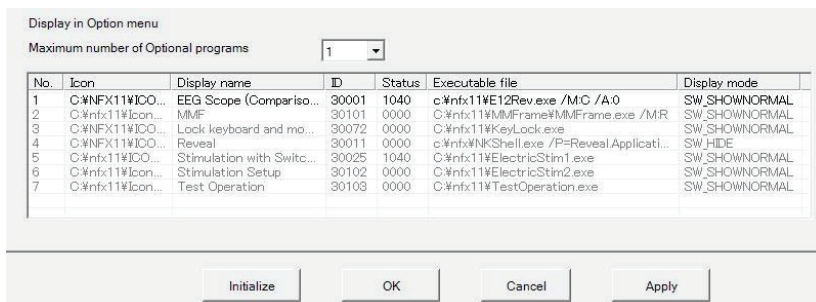 Display in Option menu
Maximum number of Optional programs 1
No. Icon Display name ID Status Executable file Display mode
1 C:¥NFX11¥ICO... EEG Scope (Compariso... 30001 1040 c:¥nfx11¥E12Rev.exe /M:C /A:0 SW_SHOWNORMAL
2 C:¥nfx11¥Icon... MMF 30101 0000 C:¥nfx11¥MMFrame¥MMFrame.exe /M:R SW_SHOWNORMAL
3 C:¥NFX11¥ICO... Lock keyboard and mo... 30072 0000 C:¥nfx11¥KeyLock.exe SW_SHOWNORMAL
4 C:¥NFX11¥ICO... Reveal 30011 0000 c:¥nfx¥NKShell.exe /P=Reveal.Applicati... SW_HIDE
5 C:¥nfx11¥ICO... Stimulation with Switc... 30025 1040 C:¥nfx11¥ElectricStim1.exe SW_SHOWNORMAL
6 C:¥nfx11¥Icon... Stimulation Setup 30102 0000 C:¥nfx11¥ElectricStim2.exe SW_SHOWNORMAL
7 C:¥nfx11¥Icon... Test Operation 30103 0000 C:¥nfx11¥TestOperation.exe SW_SHOWNORMAL
Initialize OK Cancel Apply